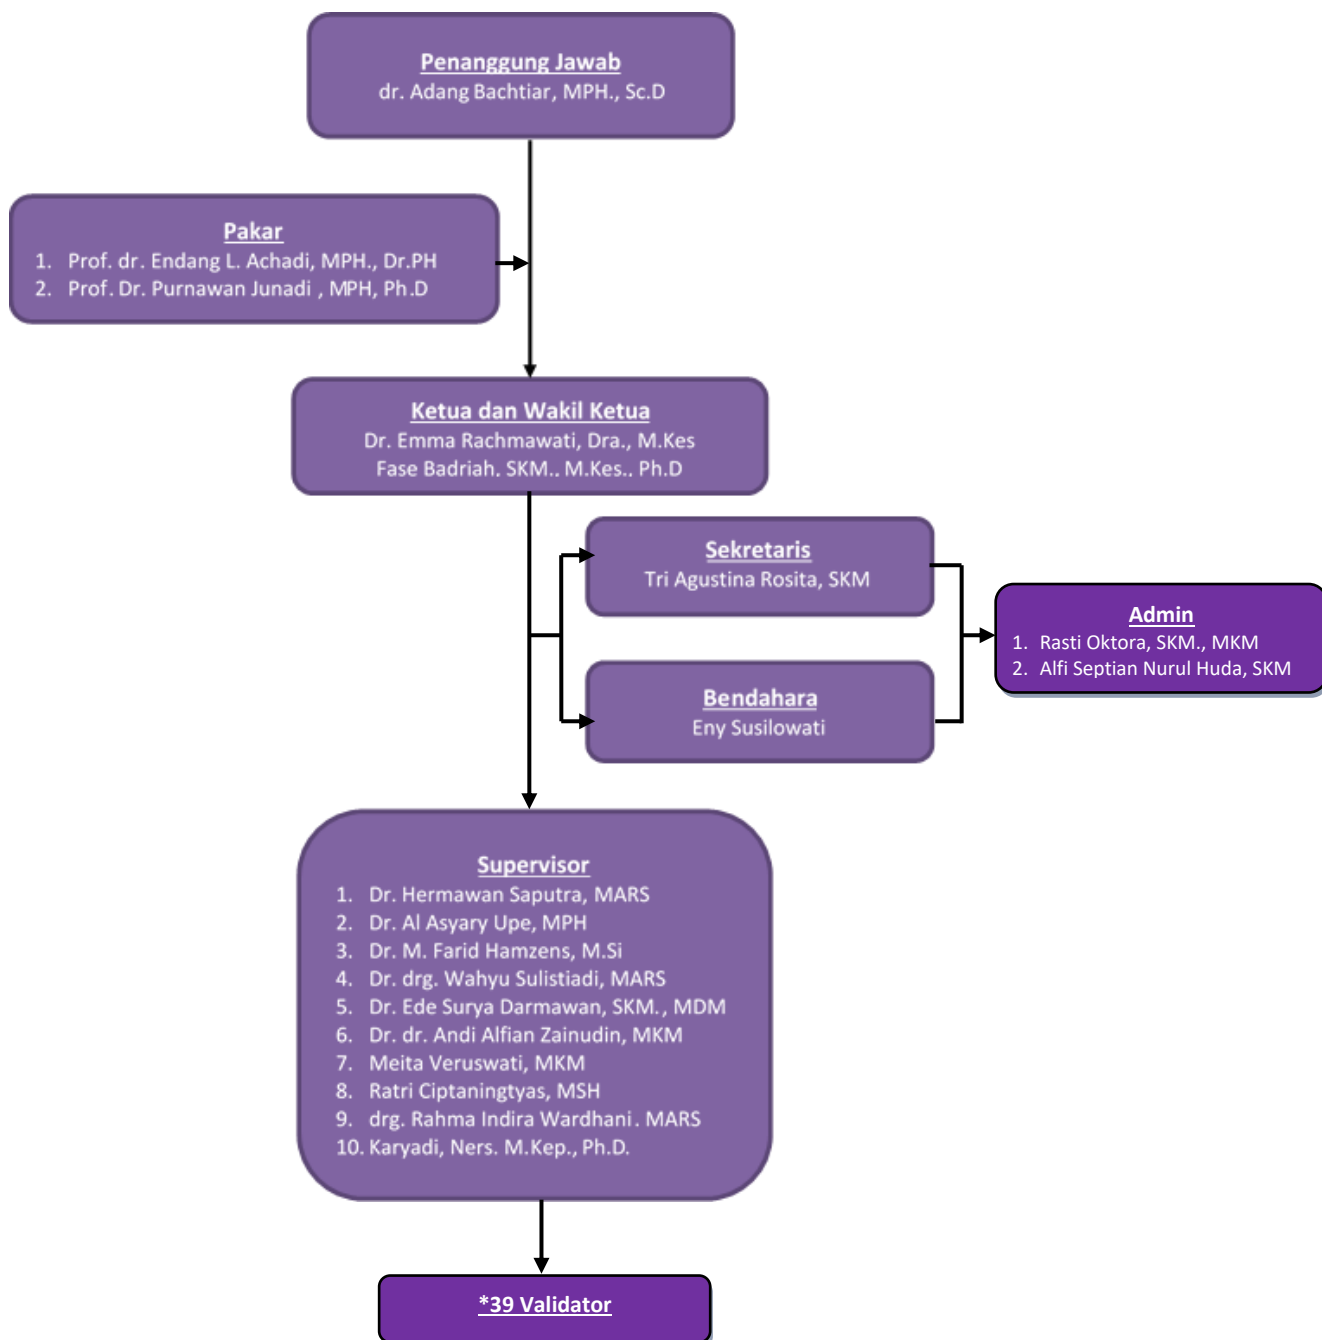 Penanggung Jawab
dr. Adang Bachtiar, MPH., Sc.D
Pakar
1. Prof. dr. Endang L. Achadi, MPH., Dr.PH
2. Prof. Dr. Purnawan Junadi , MPH, Ph.D
Ketua dan Wakil Ketua
Dr. Emma Rachmawati, Dra., M.Kes
Fase Badriah. SKM.. M.Kes.. Ph.D
Sekretaris
Tri Agustina Rosita, SKM
Bendahara
Eny Susilowati
Admin
1. Rasti Oktora, SKM., MKM
2. Alfi Septian Nurul Huda, SKM
Supervisor
1. Dr. Hermawan Saputra, MARS
2. Dr. Al Asyary Upe, MPH
3. Dr. M. Farid Hamzens, M.Si
4. Dr. drg. Wahyu Sulistiadi, MARS
5. Dr. Ede Surya Darmawan, SKM., MDM
6. Dr. dr. Andi Alfian Zainudin, MKM
7. Meita Veruswati, MKM
8. Ratri Ciptaningtyas, MSH
9. drg. Rahma Indira Wardhani. MARS
10. Karyadi, Ners. M.Kep., Ph.D.
*39 Validator